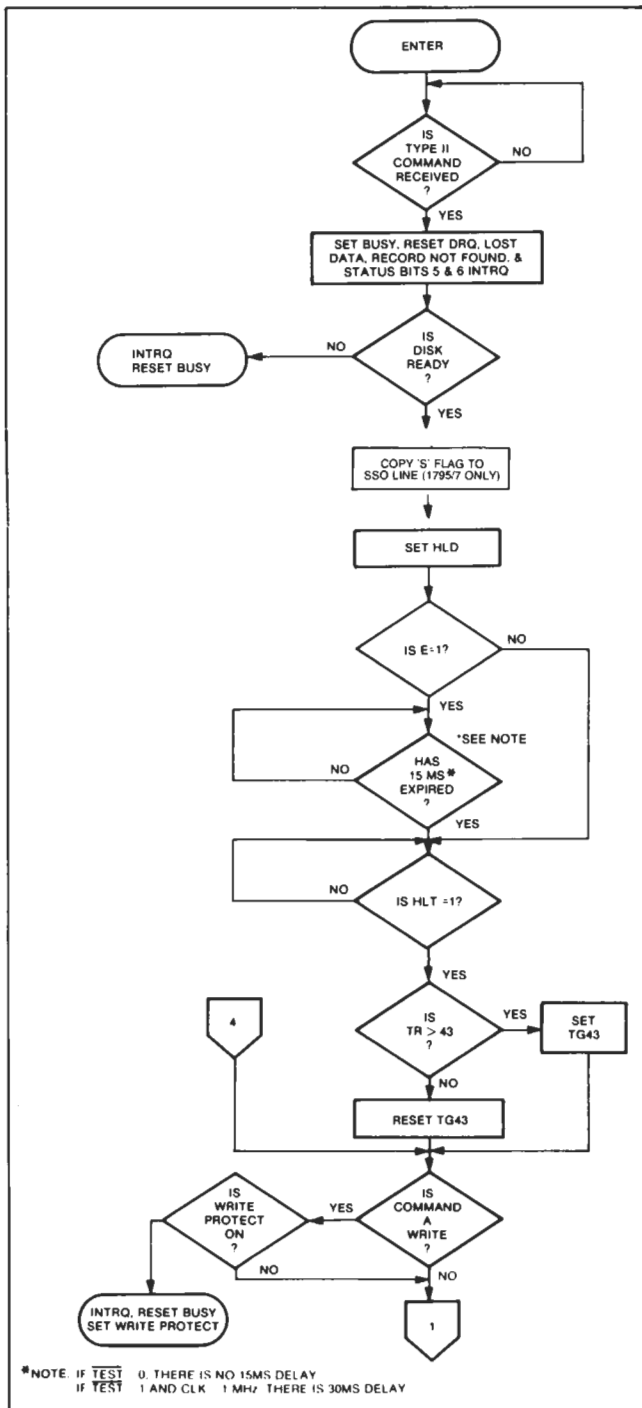 ENTER
IS
TYPE II
COMMAND
RECEIVED
?
NO
YES
SET BUSY, RESET DRQ, LOST
DATA, RECORD NOT FOUND. &
STATUS BITS 5 & 6 INTRQ
IS
DISK
READY
?
NO
INTRQ
RESET BUSY
YES
COPY 'S' FLAG TO
SSO LINE (1795/7 ONLY)
SET HLD
IS E=1?
NO
YES
*SEE NOTE
HAS
15 MS*
EXPIRED
?
NO
YES
IS HLT =1?
NO
YES
4
IS
TR > 43
?
YES
SET
TG43
NO
RESET TG43
IS
WRITE
PROTECT
ON
?
YES
IS
COMMAND
A
WRITE
?
NO
NO
INTRQ, RESET BUSY
SET WRITE PROTECT
1
*NOTE. IF TEST 0. THERE IS NO 15MS DELAY
IF TEST 1 AND CLK 1 MHz THERE IS 30MS DELAY